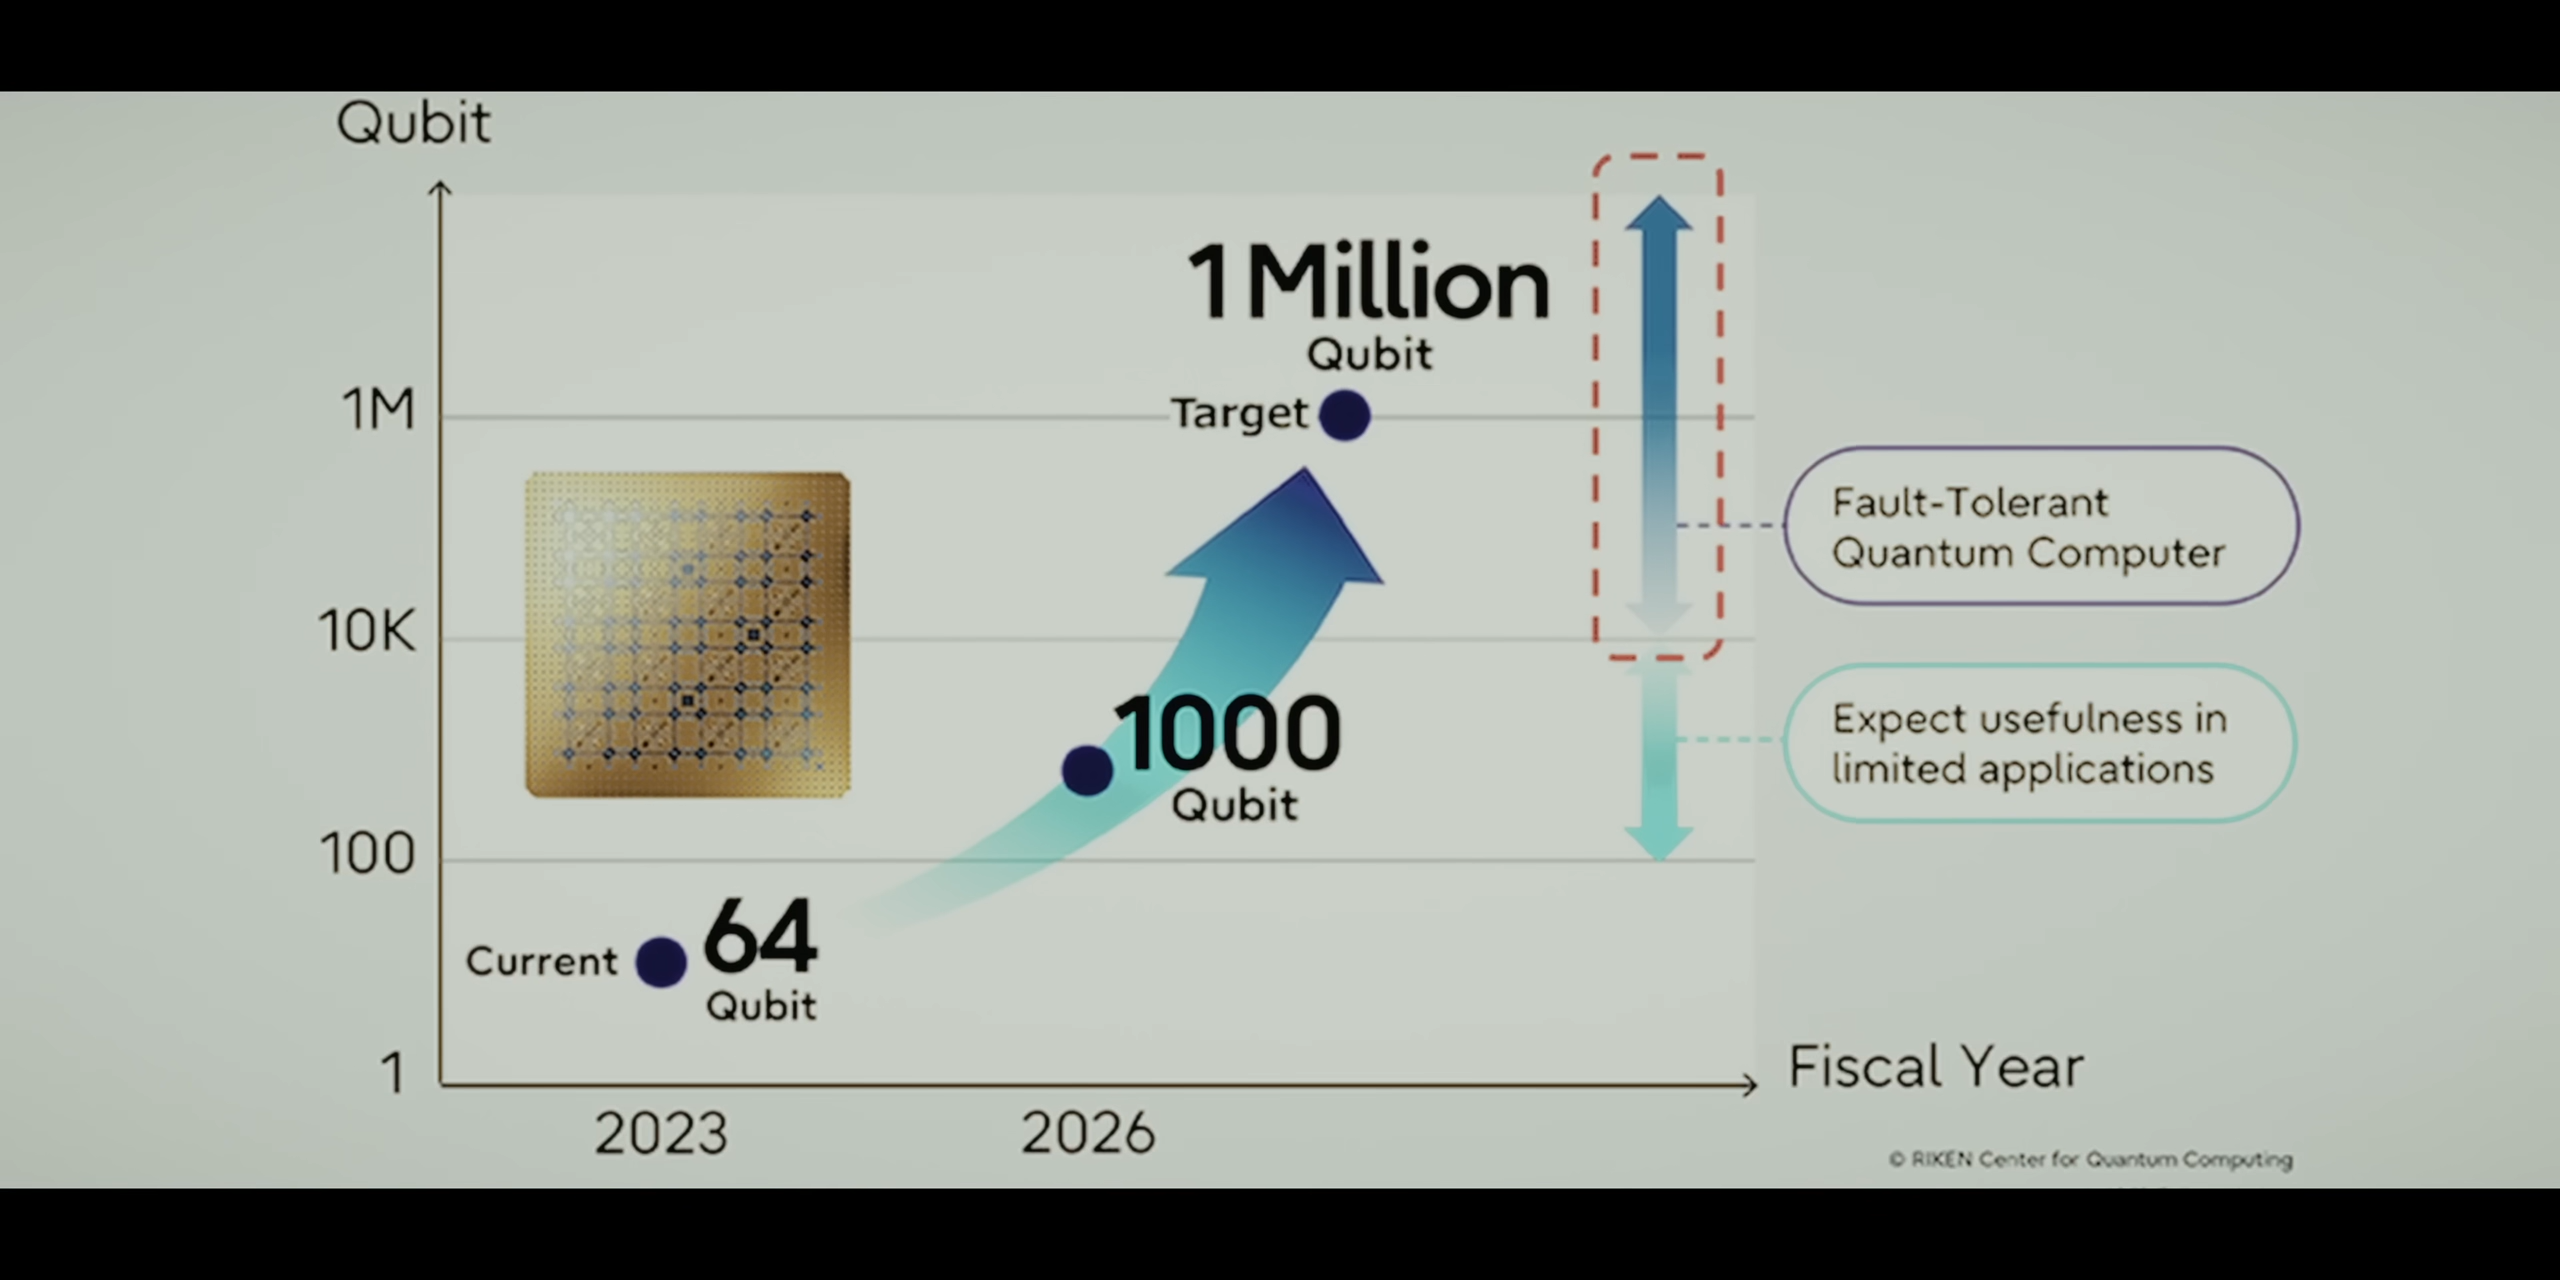 Qubit
1 Million
Qubit
1M
Target
Fault-Tolerant
Quantum Computer
10K
1000
Qubit
Expect usefulness in
limited applications
100
64
Current
Qubit
1
Fiscal Year
2023
2026
© RIKEN Center for Quantum Computing